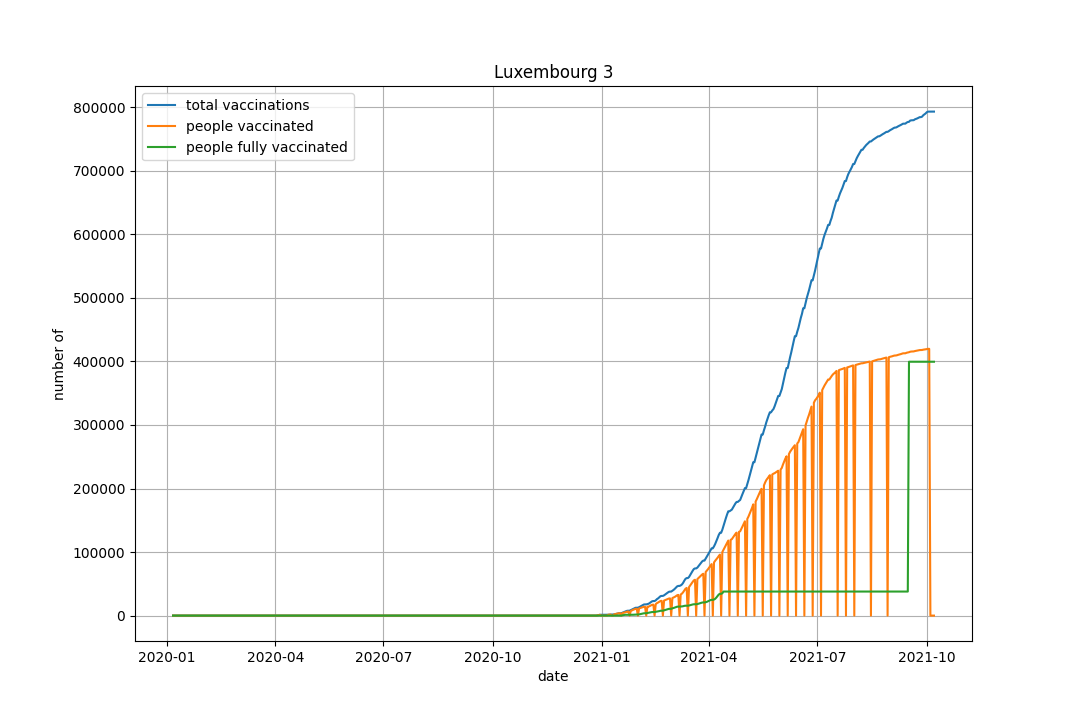 Luxembourg 3
total vaccinations
people vaccinated
people fully vaccinated
800000
700000
600000
500000
400000
300000
200000
100000
0
number of
2020-01 2020-04 2020-07 2020-10 2021-01 2021-04 2021-07 2021-10
date